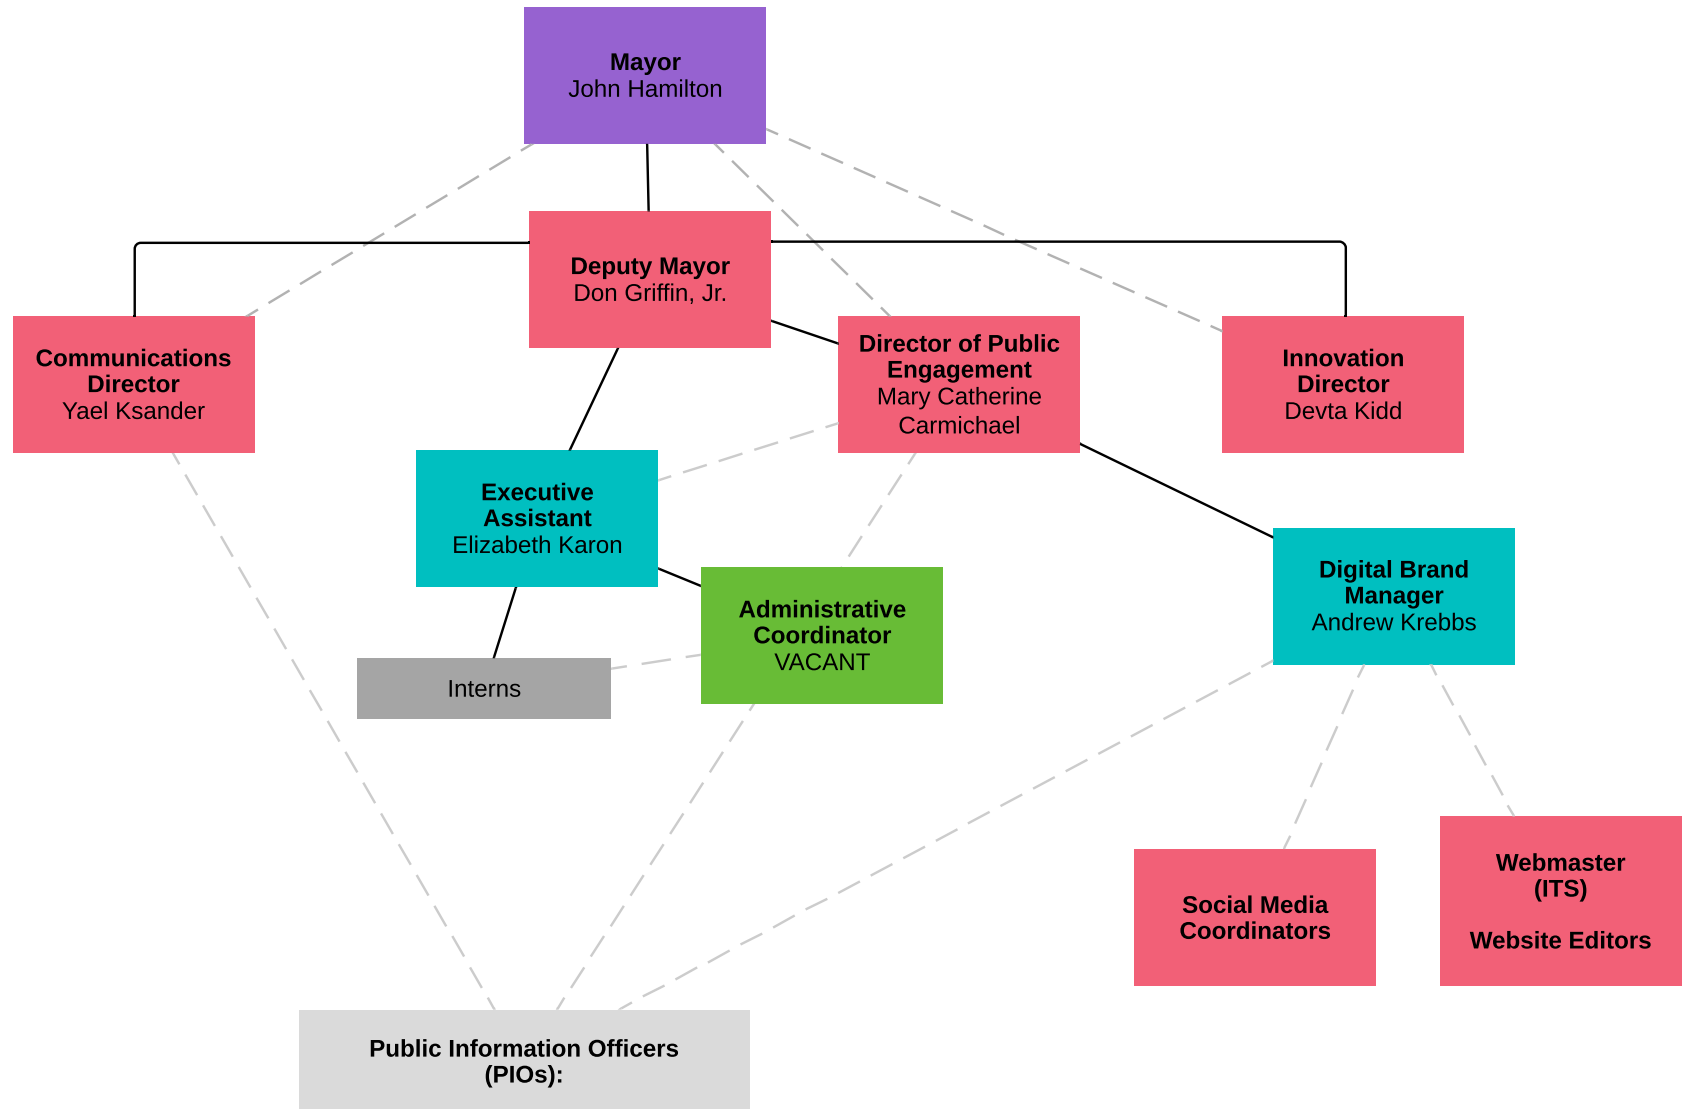 Mayor
John Hamilton
Deputy Mayor
Don Griffin, Jr.
Communications
Director
Yael Ksander
Director of Public
Engagement
Mary Catherine
Carmichael
Innovation
Director
Devta Kidd
Executive
Assistant
Elizabeth Karon
Administrative
Coordinator
VACANT
Digital Brand
Manager
Andrew Krebbs
Interns
Social Media
Coordinators
Webmaster
(ITS)
Website Editors
Public Information Officers
(PIOs):